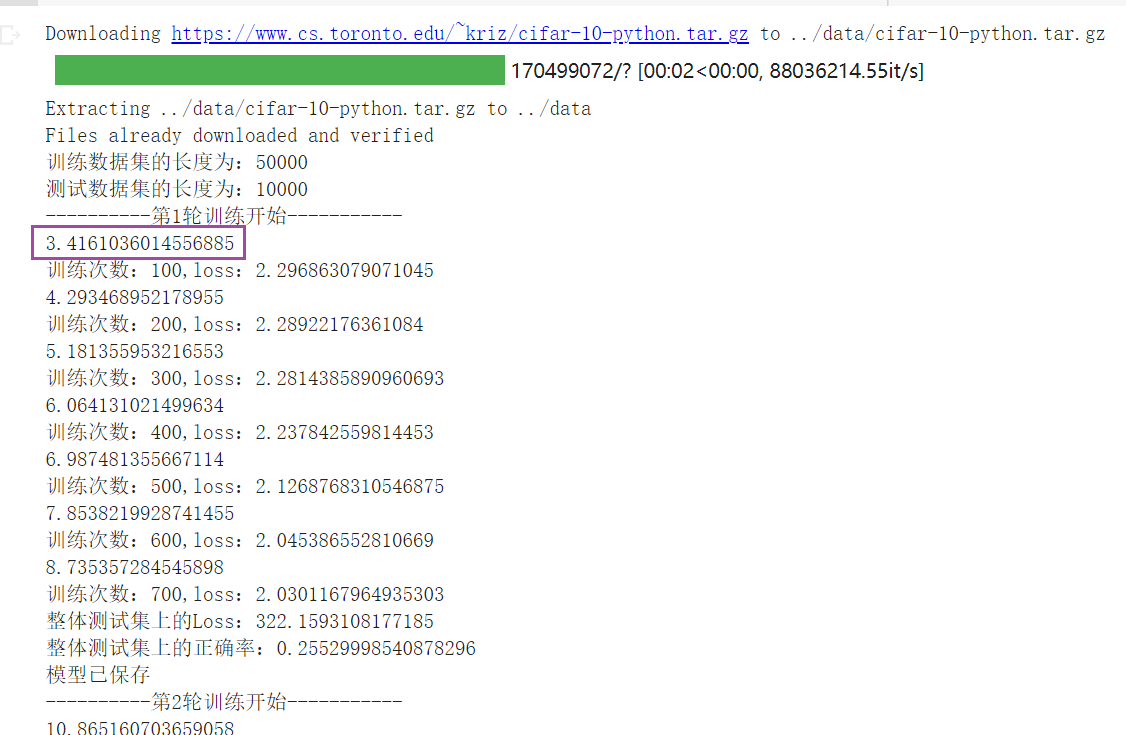 Downloading https://www.cs.toronto.edu/~kriz/cifar-10-python.tar.gz to ../data/cifar-10-python.tar.gz
170499072/? [00:02<00:00, 88036214.55it/s]
Extracting ../data/cifar-10-python.tar.gz to ../data
Files already downloaded and verified
训练数据集的长度为：50000
测试数据集的长度为：10000
----------第1轮训练开始-----------
3.4161036014556885
训练次数：100,loss：2.296863079071045
4.293468952178955
训练次数：200,loss：2.28922176361084
5.181355953216553
训练次数：300,loss：2.2814385890960693
6.064131021499634
训练次数：400,loss：2.237842559814453
6.987481355667114
训练次数：500,loss：2.1268768310546875
7.8538219928741455
训练次数：600,loss：2.045386552810669
8.735357284545898
训练次数：700,loss：2.0301167964935303
整体测试集上的Loss：322.1593108177185
整体测试集上的正确率：0.25529998540878296
模型已保存
----------第2轮训练开始-----------
10.865160703659058